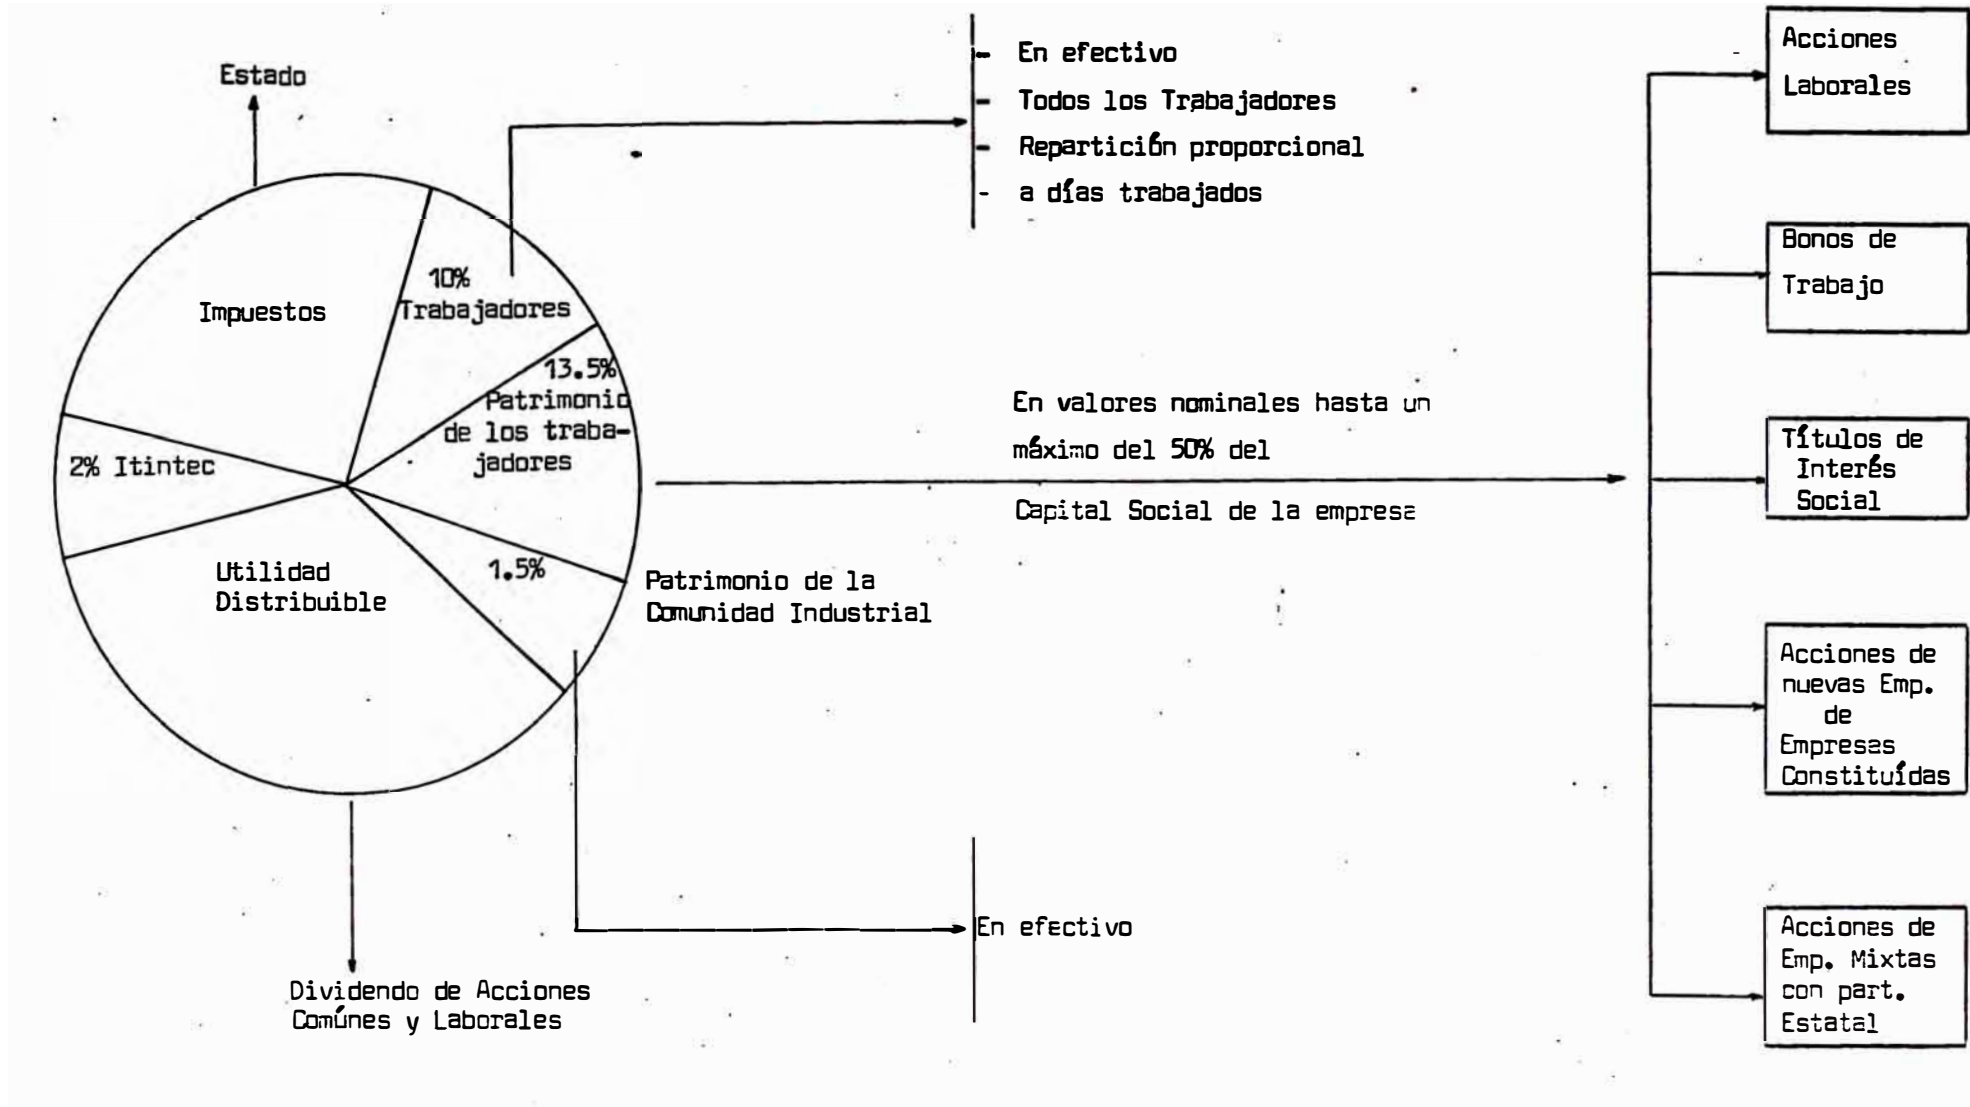 Estado
Impuestos
10%
Trabajadores
13.5%
Patrimonio
de los traba-
jadores
2% Itintec
1.5%
Utilidad
Distribuible
Patrimonio de la
Comunidad Industrial
Dividendo de Acciones
Comúnes y Laborales
- En efectivo
- Todos los Trabajadores
- Repartición proporcional
- a días trabajados
En valores nominales hasta un
máximo del 50% del
Capital Social de la empresa
En efectivo
Acciones
Laborales
Bonos de
Trabajo
Títulos de
Interés
Social
Acciones de
nuevas Emp.
de
Empresas
Constituídas
Acciones de
Emp. Mixtas
con part.
Estatal